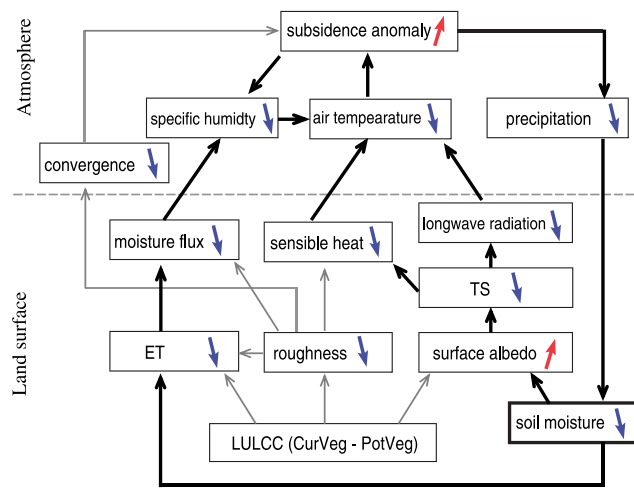 Atmosphere
subsidence anomaly
specific humidty
air tempearature
precipitation
convergence
Land surface
moisture flux
sensible heat
longwave radiation
TS
ET
roughness
surface albedo
soil moisture
LULCC (CurVeg - PotVeg)